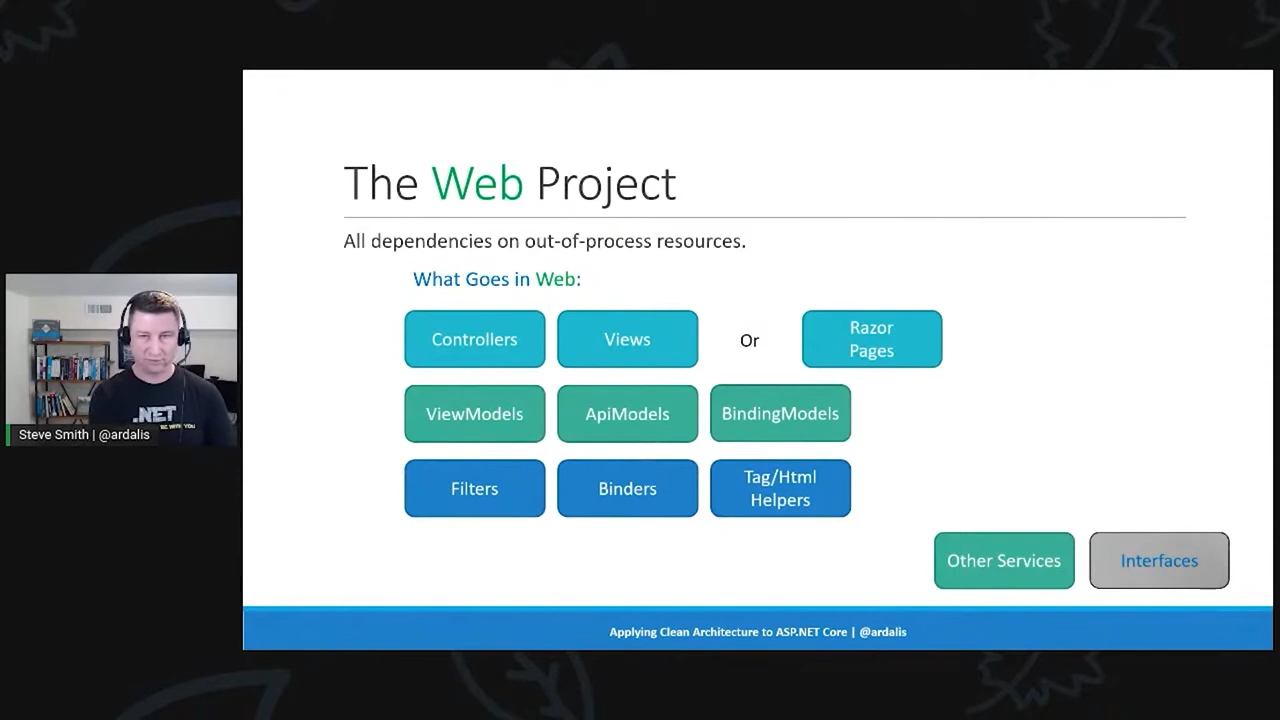 The Web Project
All dependencies on out-of-process resources.
What Goes in Web:
Controllers
Views
Or
Razor
Pages
ViewModels
ApiModels
BindingModels
Filters
Binders
Tag/Html
Helpers
Other Services
Interfaces
Applying Clean Architecture to ASP.NET Core | @ardalis
.NET
Steve Smith | @ardalis